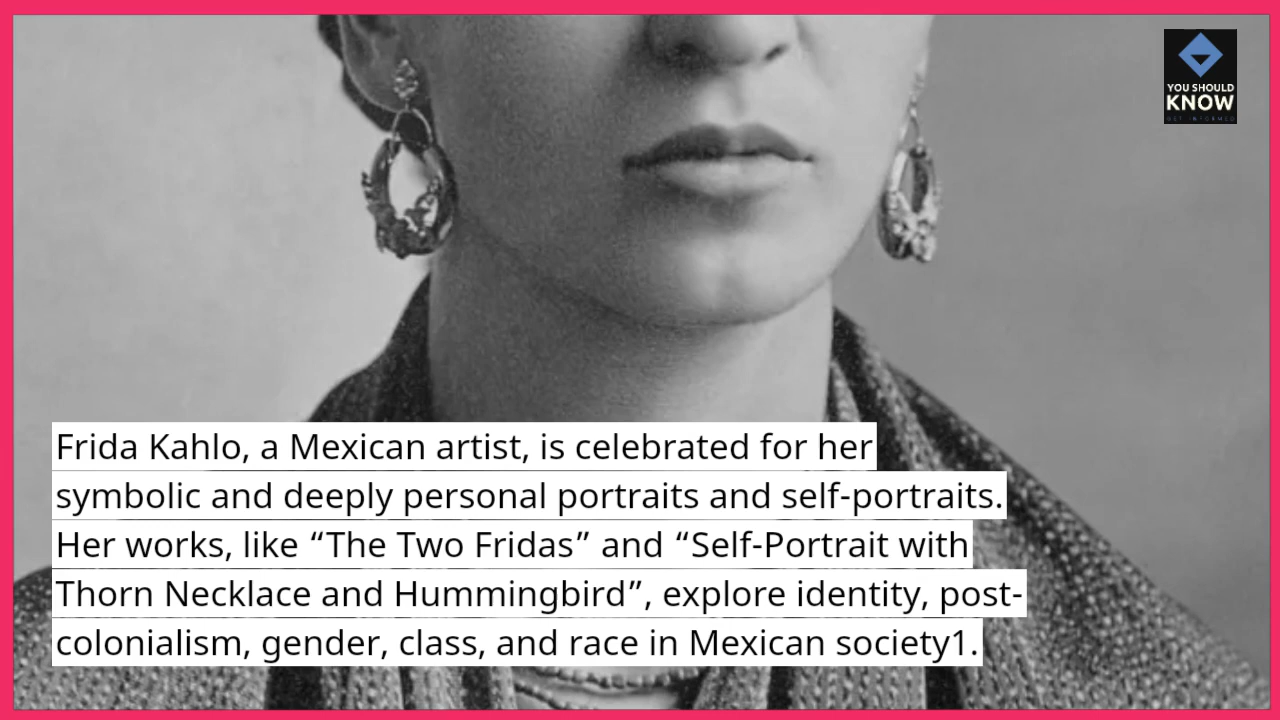 YOU SHOULD
KNOW
GET INFORMED
Frida Kahlo, a Mexican artist, is celebrated for her
symbolic and deeply personal portraits and self-portraits.
Her works, like “The Two Fridas” and “Self-Portrait with
Thorn Necklace and Hummingbird”, explore identity, post-
colonialism, gender, class, and race in Mexican society1.